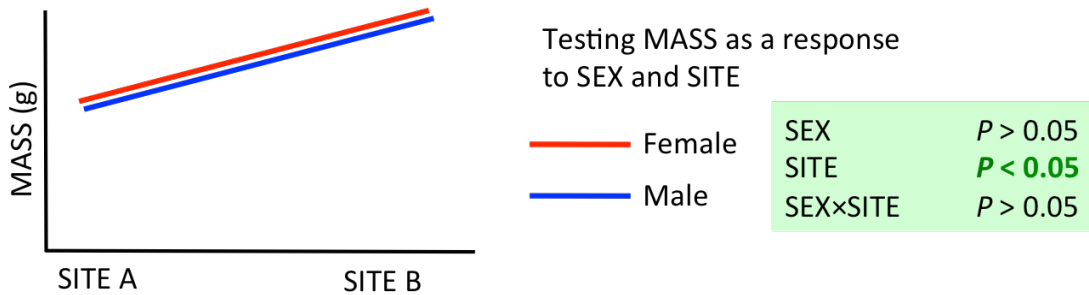 MASS (g)
SITE A
SITE B
Testing MASS as a response
to SEX and SITE
Female
Male
SEX P > 0.05
SITE P < 0.05
SEX×SITE P > 0.05